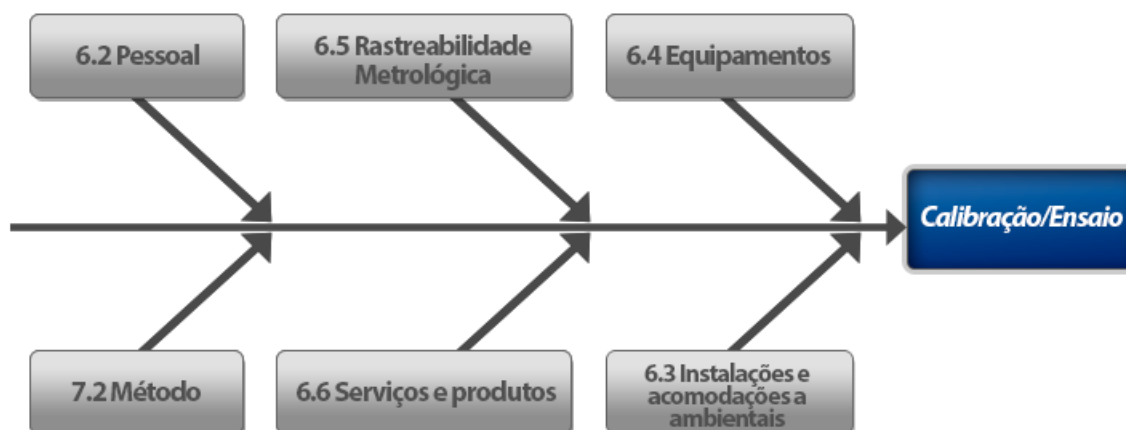 6.2 Pessoal
6.5 Rastreabilidade
Metrológica
6.4 Equipamentos
Calibração/Ensaio
7.2 Método
6.6 Serviços e produtos
6.3 Instalações e
acomodações a
ambientais